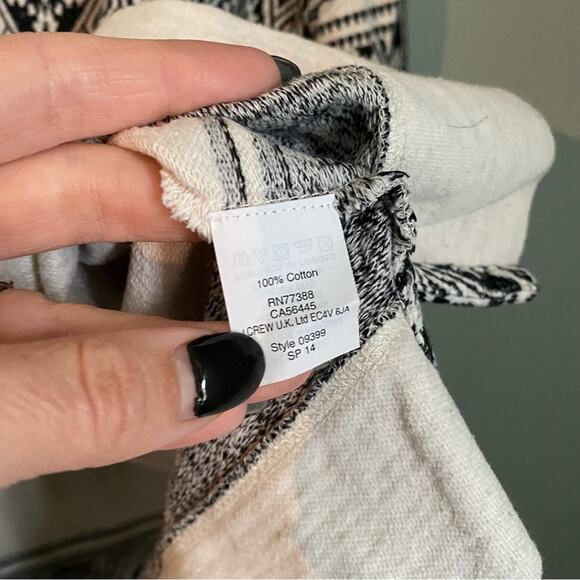 100% Cotton
RN77388
CA56445
J.CREW U.K. Ltd EC4V 6JA
Style 09399
SP 14